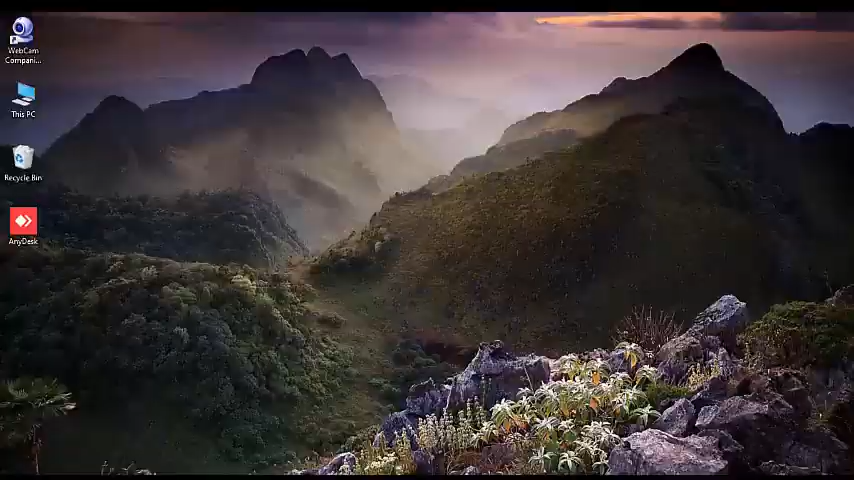 WebCam
Compani...
This PC
Recycle Bin
AnyDesk